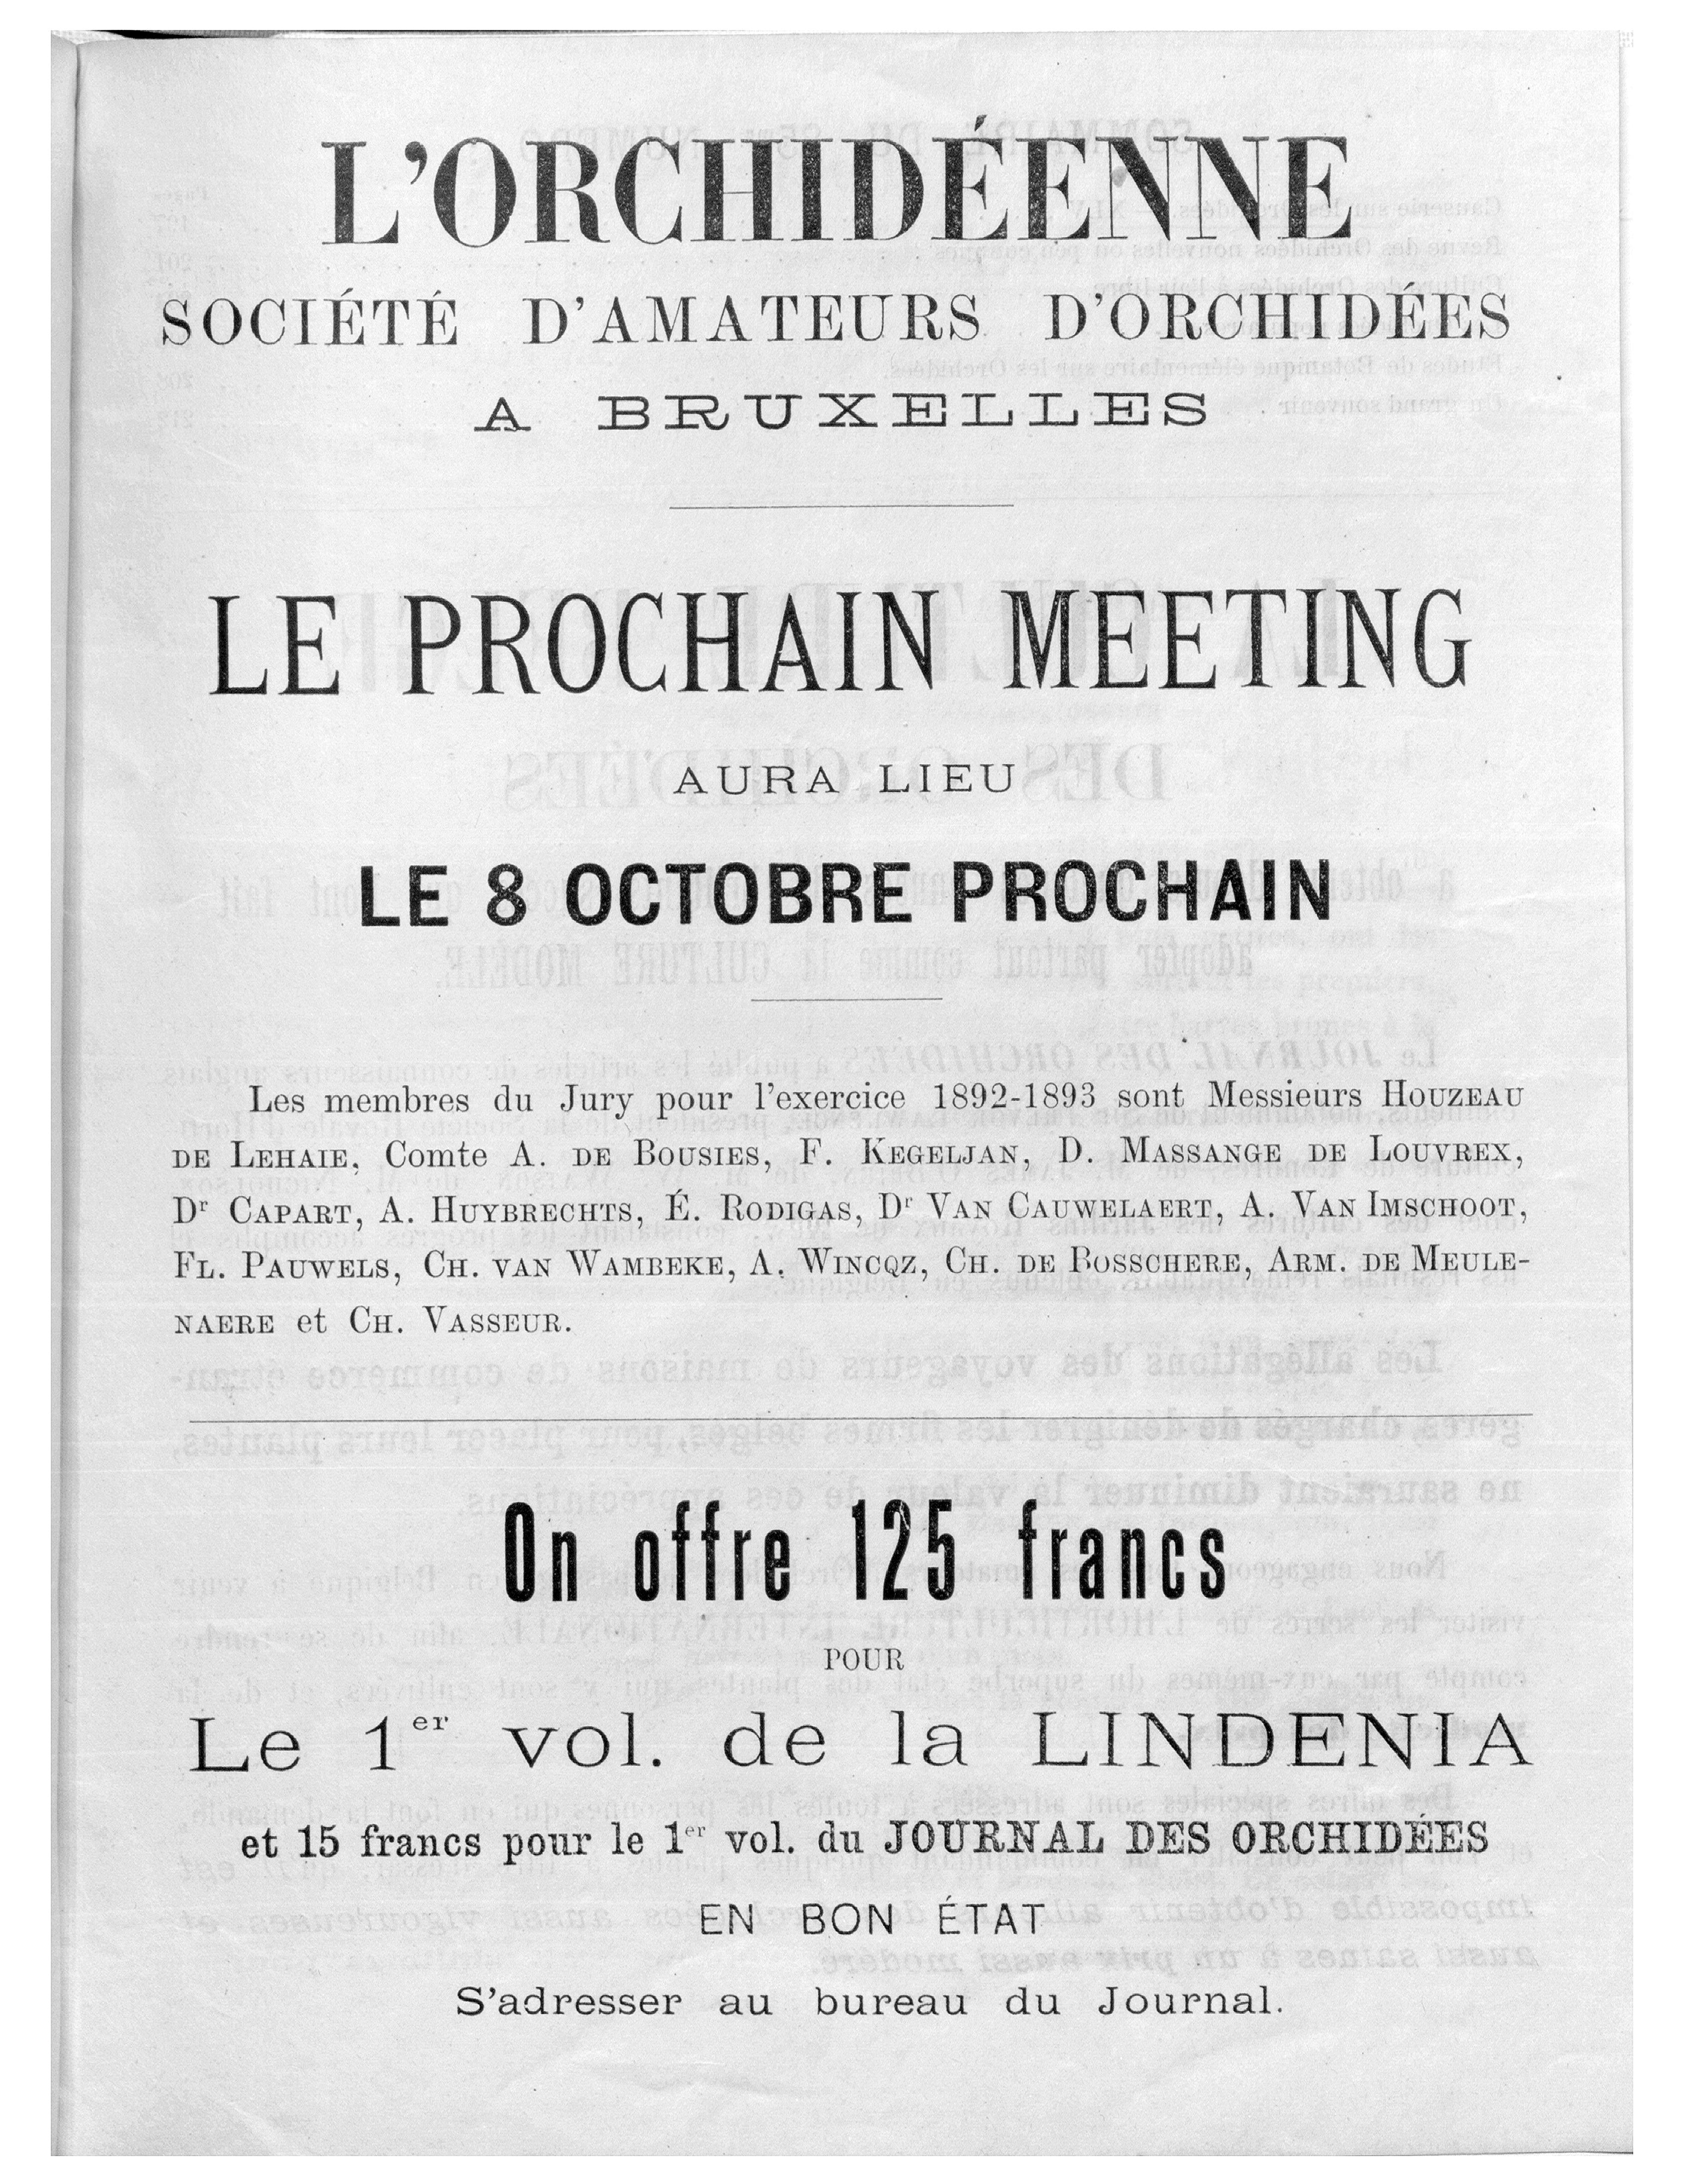 L'ORCHIDÉENNE
SOCIÉTÉ D'AMATEURS D'ORCHIDÉES
A BRUXELLES
LE PROCHAIN MEETING
AURA LIEU
LE 8 OCTOBRE PROCHAIN
Les membres du Jury pour l'exercice 1892-1893 sont Messieurs HOUZEAU
DE LEHAIE, Comte A. DE BOUSIES, F. KEGELJAN, D. MASSANGE DE LOUVREX,
Dr CAPART, A. HUYBRECHTS, É. RODIGAS, Dr VAN CAUWELAERT, A. VAN IMSCHOOT,
FL. PAUWELS, CH. VAN WAMBEKE, A. WINCQZ, CH. DE BOSSCHERE, ARM. DE MEULE-
NAERE et CH. VASSEUR.
On offre 125 francs
POUR
Le 1er vol. de la LINDENIA
et 15 francs pour le 1er vol. du JOURNAL DES ORCHIDÉES
EN BON ÉTAT
S'adresser au bureau du Journal.